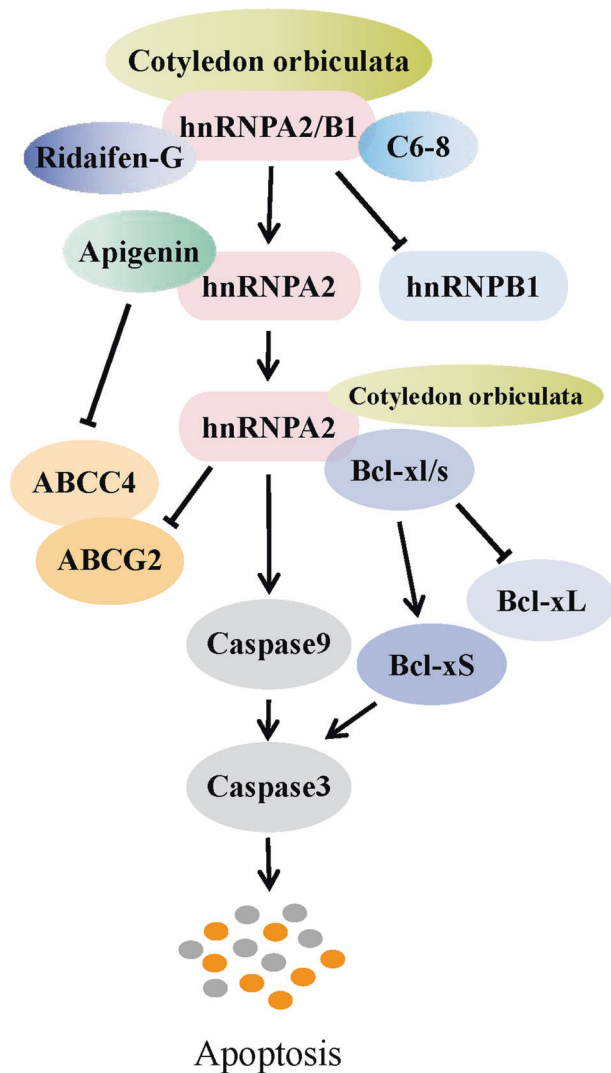 Cotyledon orbiculata
hnRNPA2/B1
Ridaifen-G
C6-8
Apigenin
hnRNPA2
hnRNPB1
Cotyledon orbiculata
hnRNPA2
Bcl-xl/s
ABCC4
ABCG2
Bcl-xL
Caspase9
Bcl-xS
Caspase3
Apoptosis